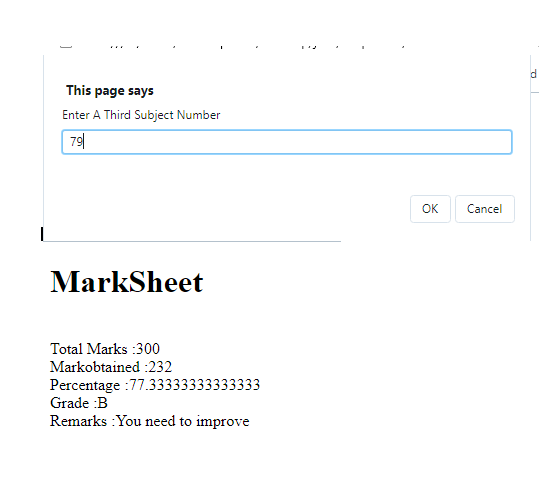 d
This page says
Enter A Third Subject Number
79
OK Cancel
MarkSheet
Total Marks :300
Markobtained :232
Percentage :77.33333333333333
Grade :B
Remarks :You need to improve